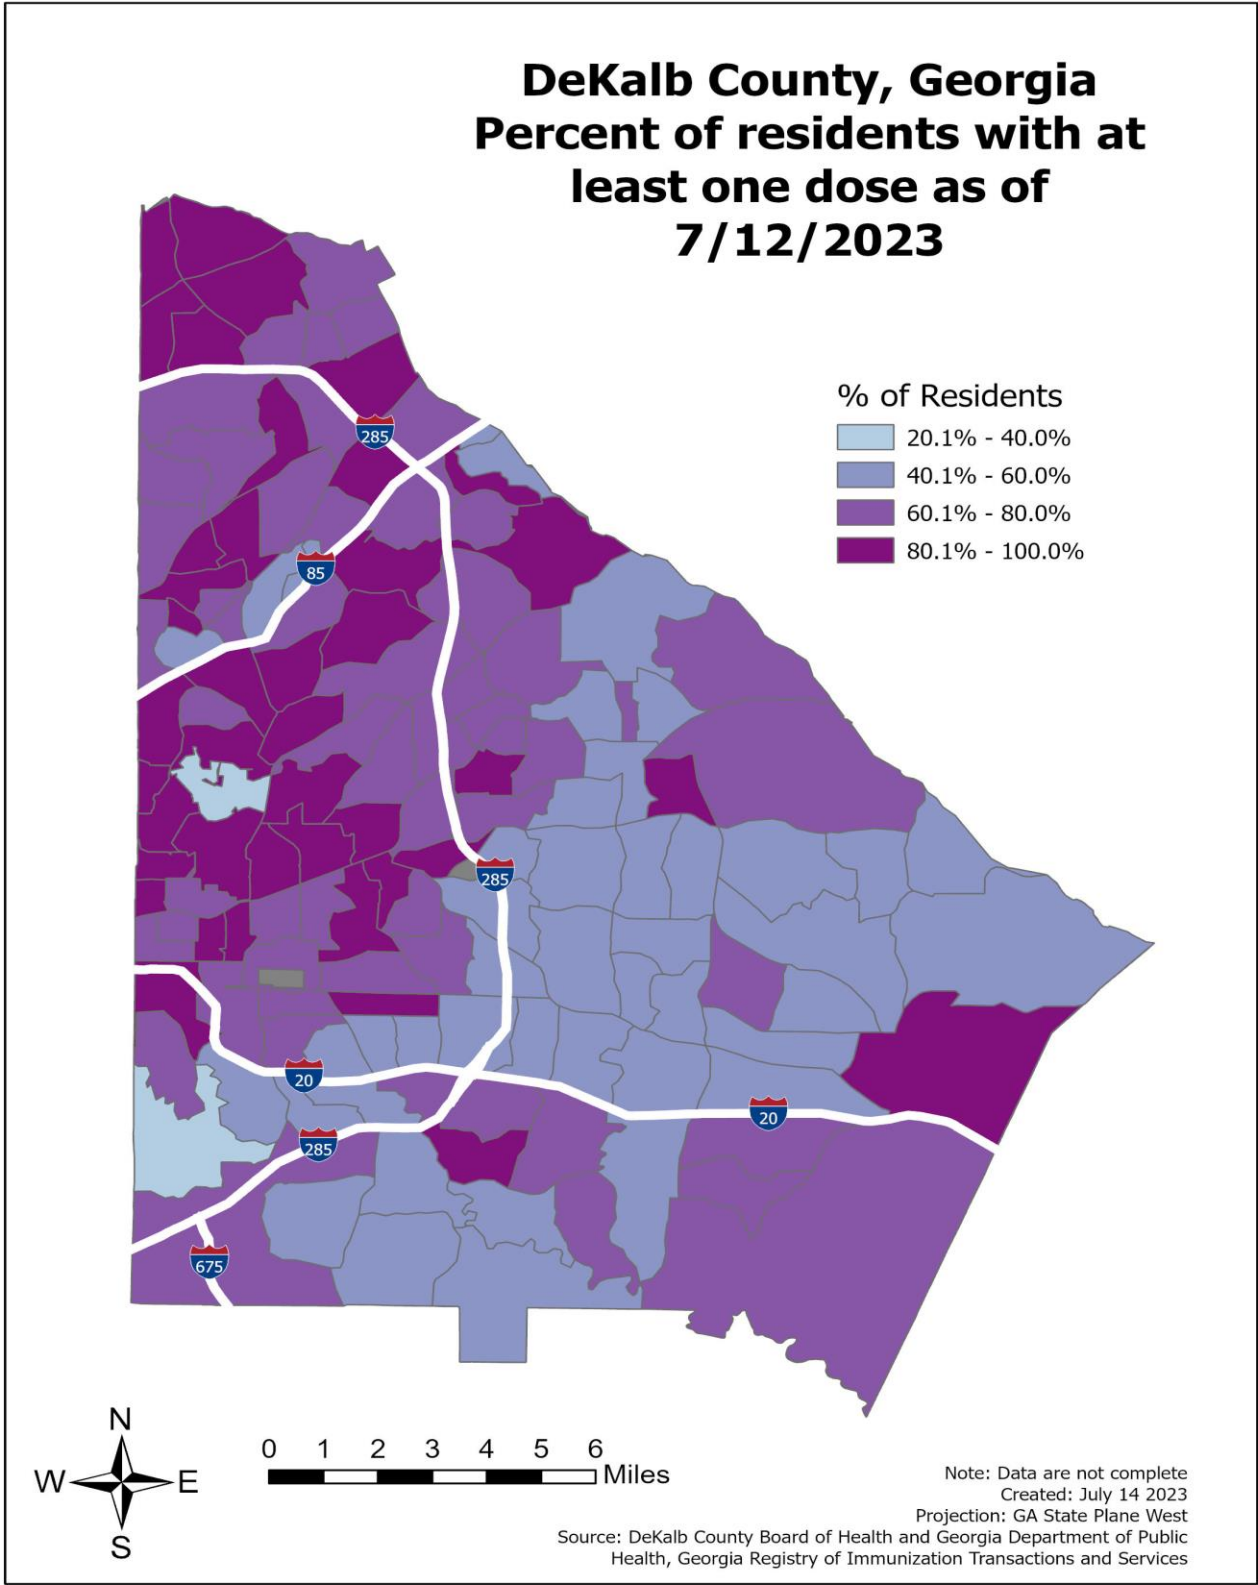 DeKalb County, Georgia
Percent of residents with at
least one dose as of
7/12/2023
% of Residents
20.1% - 40.0%
40.1% - 60.0%
60.1% - 80.0%
80.1% - 100.0%
285
85
285
20
20
285
675
N
W
E
S
0 1 2 3 4 5 6
Miles
Note: Data are not complete
Created: July 14 2023
Projection: GA State Plane West
Source: DeKalb County Board of Health and Georgia Department of Public
Health, Georgia Registry of Immunization Transactions and Services